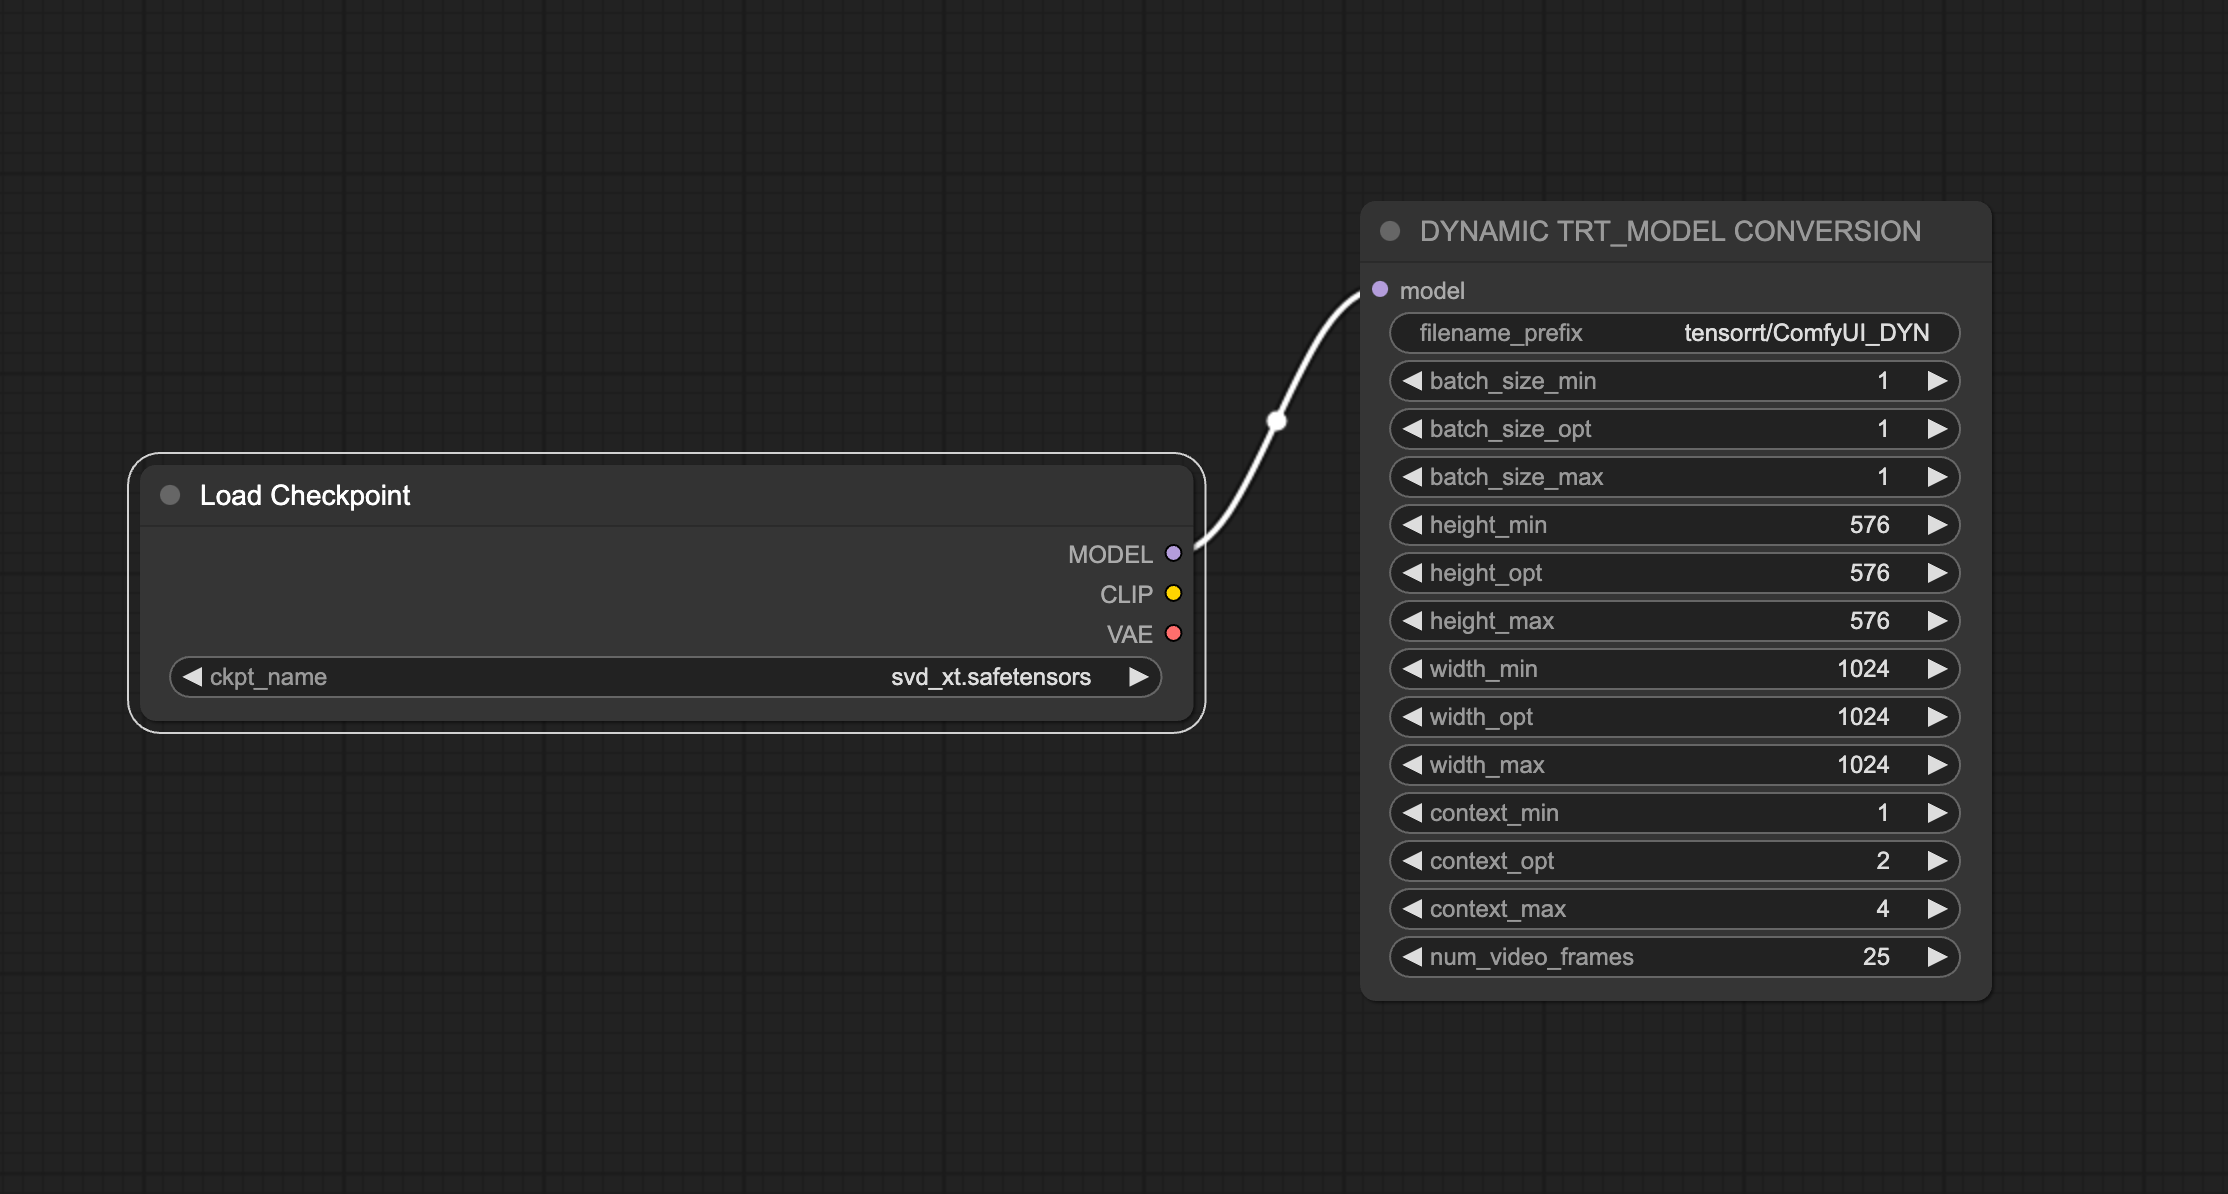 Load Checkpoint
MODEL
CLIP
VAE
ckpt_name svd_xt.safetensors
DYNAMIC TRT_MODEL CONVERSION
model
filename_prefix tensorrt/ComfyUI_DYN
batch_size_min 1
batch_size_opt 1
batch_size_max 1
height_min 576
height_opt 576
height_max 576
width_min 1024
width_opt 1024
width_max 1024
context_min 1
context_opt 2
context_max 4
num_video_frames 25